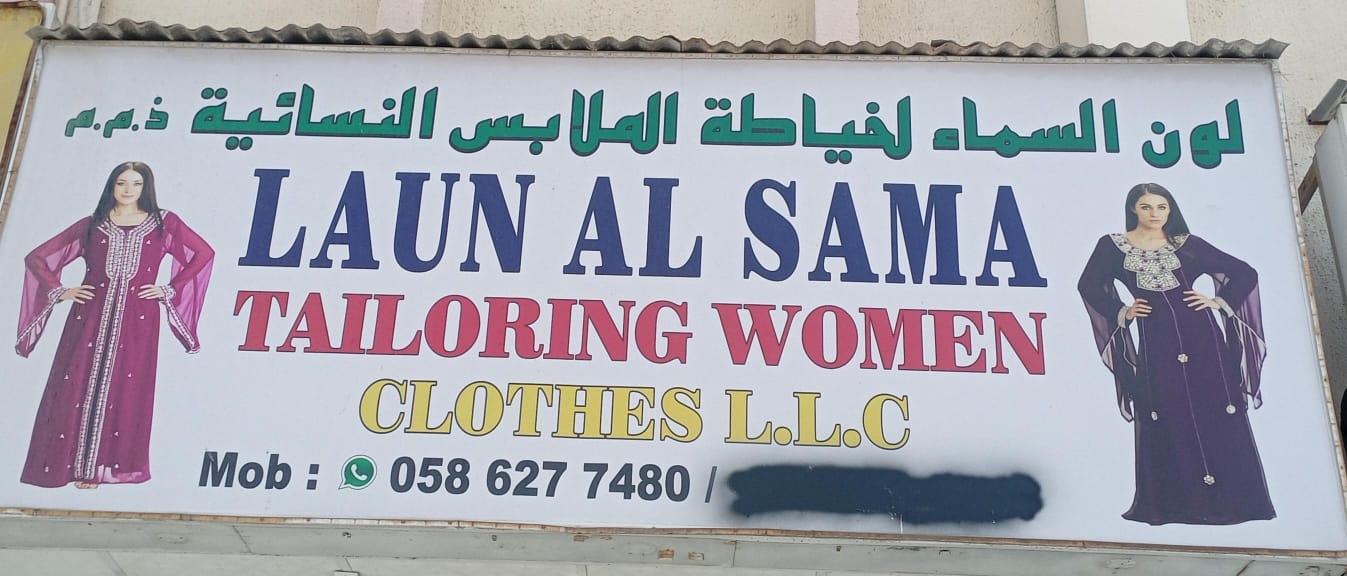 لون السماء لخياطة الملابس النسائية ذ.م.م
LAUN AL SAMA
TAILORING WOMEN
CLOTHES L.L.C
Mob : 058 627 7480 /